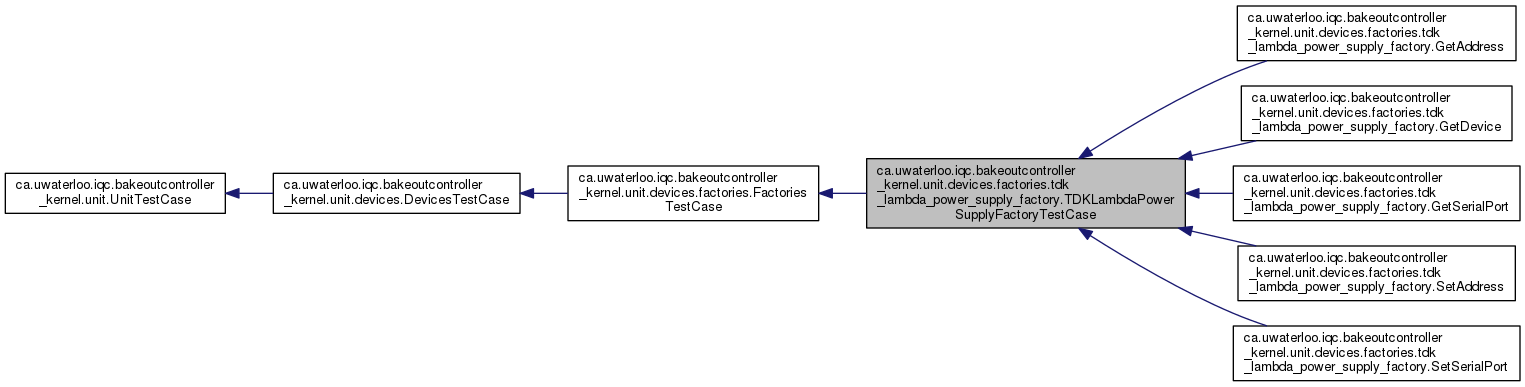 ca.uwaterloo.iqc.bakeoutcontroller
_kernel.unit.UnitTestCase
ca.uwaterloo.iqc.bakeoutcontroller
_kernel.unit.devices.DevicesTestCase
ca.uwaterloo.iqc.bakeoutcontroller
_kernel.unit.devices.factories.Factories
TestCase
ca.uwaterloo.iqc.bakeoutcontroller
_kernel.unit.devices.factories.tdk
_lambda_power_supply_factory.TDKLambdaPower
SupplyFactoryTestCase
ca.uwaterloo.iqc.bakeoutcontroller
_kernel.unit.devices.factories.tdk
_lambda_power_supply_factory.GetAddress
ca.uwaterloo.iqc.bakeoutcontroller
_kernel.unit.devices.factories.tdk
_lambda_power_supply_factory.GetDevice
ca.uwaterloo.iqc.bakeoutcontroller
_kernel.unit.devices.factories.tdk
_lambda_power_supply_factory.GetSerialPort
ca.uwaterloo.iqc.bakeoutcontroller
_kernel.unit.devices.factories.tdk
_lambda_power_supply_factory.SetAddress
ca.uwaterloo.iqc.bakeoutcontroller
_kernel.unit.devices.factories.tdk
_lambda_power_supply_factory.SetSerialPort